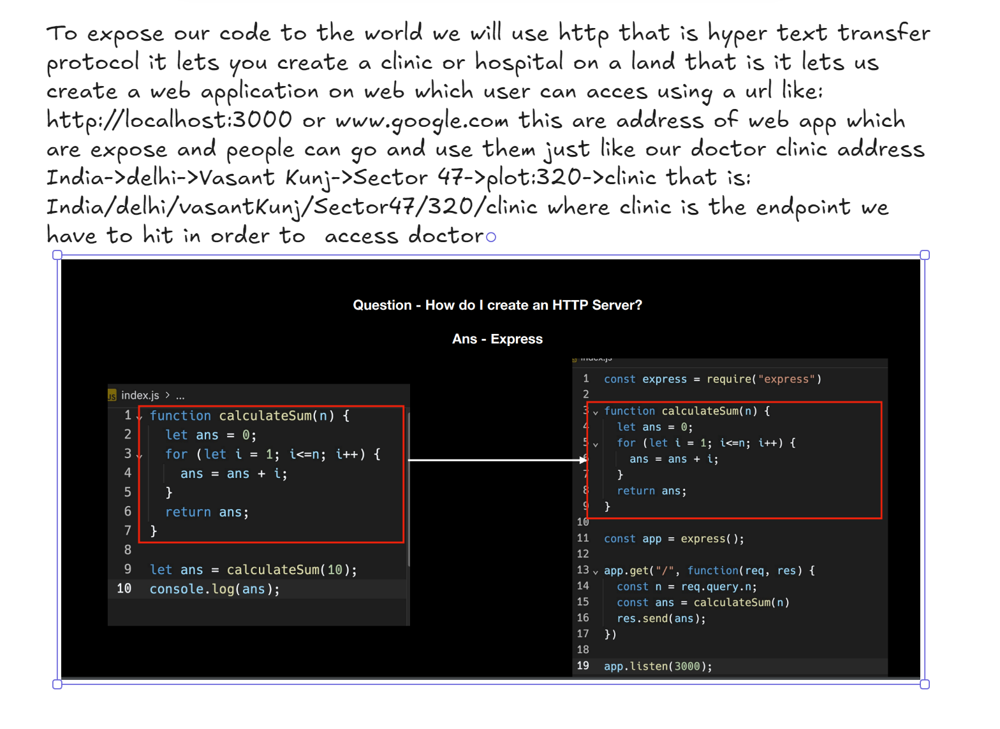 To expose our code to the world we will use http that is hyper text transfer
protocol it lets you create a clinic or hospital on a land that is it lets us
create a web application on web which user can acces using a url like:
http://localhost:3000 or www.google.com this are address of web app which
are expose and people can go and use them just like our doctor clinic address
India->delhi->Vasant Kunj->Sector 47->plot:320->clinic that is:
India/delhi/vasantKunj/Sector47/320/clinic where clinic is the endpoint we
have to hit in order to  access doctor
Question - How do I create an HTTP Server?
Ans - Express
JS index.js > ...
1 function calculateSum(n) {
2   let ans = 0;
3   for (let i = 1; i<=n; i++) {
4     ans = ans + i;
5   }
6   return ans;
7 }
8
9 let ans = calculateSum(10);
10 console.log(ans);
index.js
1 const express = require("express")
2
3 function calculateSum(n) {
4   let ans = 0;
5   for (let i = 1; i<=n; i++) {
6     ans = ans + i;
7   }
8   return ans;
9 }
10
11 const app = express();
12
13 app.get("/", function(req, res) {
14   const n = req.query.n;
15   const ans = calculateSum(n)
16   res.send(ans);
17 })
18
19 app.listen(3000);